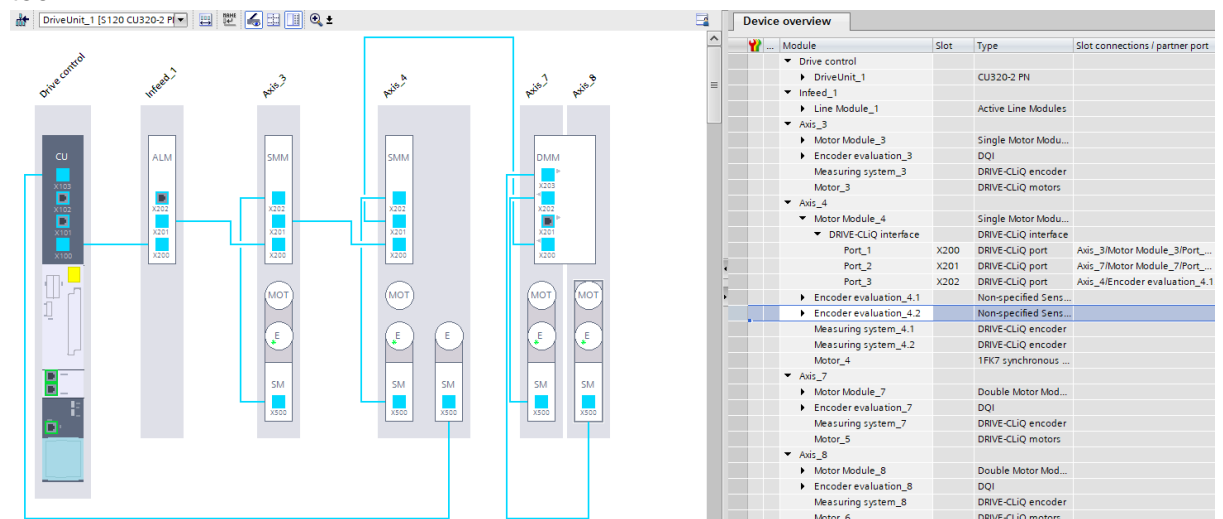 DriveUnit_1 [S120 CU320-2 P
NAME
±
Drive control
Infeed_1
Axis_3
Axis_4
Axis_7
Axis_8
CU
ALM
SMM
SMM
DMM
X103
X203
X102
X202
X202
X202
X202
X101
X201
X201
X201
X201
X100
X200
X200
X200
X200
MOT
MOT
MOT
MOT
E
E
E
E
E
SM
SM
SM
SM
SM
X500
X500
X500
X500
X500
Device overview
... Module Slot Type Slot connections / partner port
Drive control
DriveUnit_1 CU320-2 PN
Infeed_1
Line Module_1 Active Line Modules
Axis_3
Motor Module_3 Single Motor Modu...
Encoder evaluation_3 DQI
Measuring system_3 DRIVE-CLiQ encoder
Motor_3 DRIVE-CLiQ motors
Axis_4
Motor Module_4 Single Motor Modu...
DRIVE-CLiQ interface DRIVE-CLiQ interface
Port_1 X200 DRIVE-CLiQ port Axis_3/Motor Module_3/Port_...
Port_2 X201 DRIVE-CLiQ port Axis_7/Motor Module_7/Port_...
Port_3 X202 DRIVE-CLiQ port Axis_4/Encoder evaluation_4.1
Encoder evaluation_4.1 Non-specified Sens...
Encoder evaluation_4.2 Non-specified Sens...
Measuring system_4.1 DRIVE-CLiQ encoder
Measuring system_4.2 DRIVE-CLiQ encoder
Motor_4 1FK7 synchronous ...
Axis_7
Motor Module_7 Double Motor Mod...
Encoder evaluation_7 DQI
Measuring system_7 DRIVE-CLiQ encoder
Motor_5 DRIVE-CLiQ motors
Axis_8
Motor Module_8 Double Motor Mod...
Encoder evaluation_8 DQI
Measuring system_8 DRIVE-CLiQ encoder
Motor_6 DRIVE-CLiQ motors